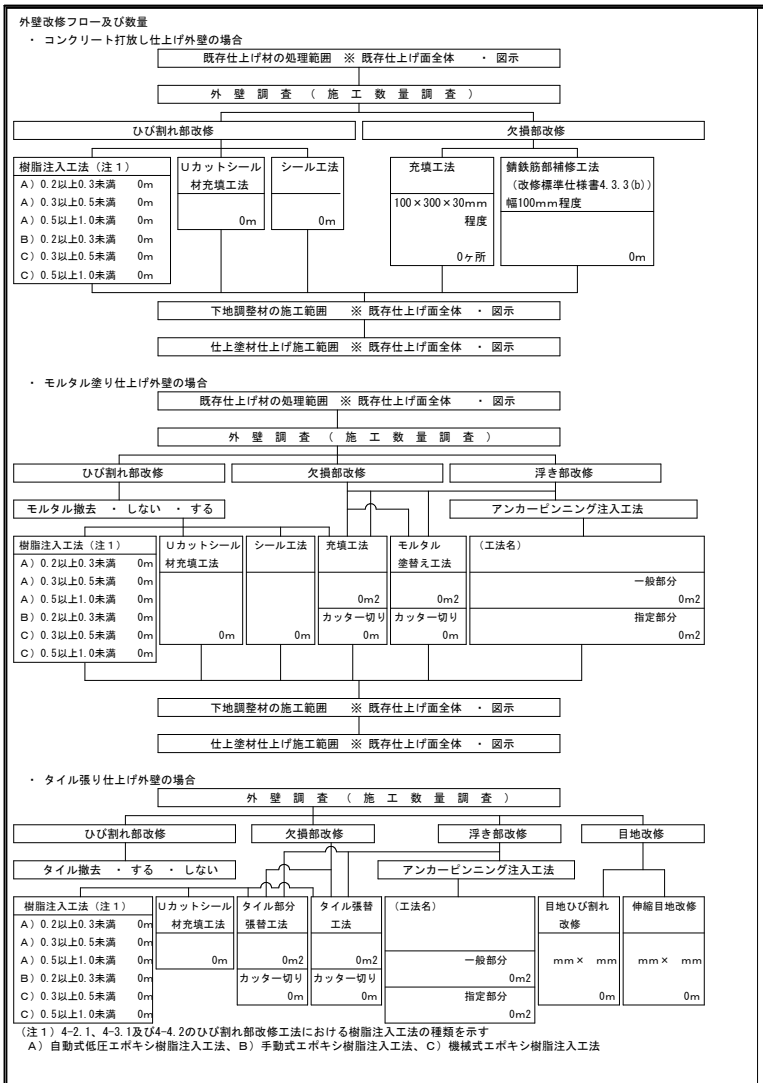 外壁改修フロー及び数量
・ コンクリート打放し仕上げ外壁の場合
既存仕上げ材の処理範囲 ※ 既存仕上げ面全体 ・ 図示
外 壁 調 査 ( 施 工 数 量 調 査 )
ひび割れ部改修
欠損部改修
樹脂注入工法（注１）
A）0.2以上0.3未満 0m
A）0.3以上0.5未満 0m
A）0.5以上1.0未満 0m
B）0.2以上0.3未満 0m
C）0.3以上0.5未満 0m
C）0.5以上1.0未満 0m
Uカットシール
材充填工法
0m
シール工法
0m
充填工法
100×300×30mm
程度
0ヶ所
錆鉄筋部補修工法
（改修標準仕様書4.3.3(b)）
幅100mm程度
0m
下地調整材の施工範囲 ※ 既存仕上げ面全体 ・ 図示
仕上塗材仕上げ施工範囲 ※ 既存仕上げ面全体 ・ 図示
・ モルタル塗り仕上げ外壁の場合
既存仕上げ材の処理範囲 ※ 既存仕上げ面全体 ・ 図示
外 壁 調 査 ( 施 工 数 量 調 査 )
ひび割れ部改修
欠損部改修
浮き部改修
モルタル撤去 ・ しない ・ する
アンカーピンニング注入工法
樹脂注入工法（注１）
A）0.2以上0.3未満 0m
A）0.3以上0.5未満 0m
A）0.5以上1.0未満 0m
B）0.2以上0.3未満 0m
C）0.3以上0.5未満 0m
C）0.5以上1.0未満 0m
Uカットシール
材充填工法
0m
シール工法
0m
充填工法
0m2
カッター切り
0m
モルタル
塗替え工法
0m2
カッター切り
0m
（工法名）
一般部分
0m2
指定部分
0m2
下地調整材の施工範囲 ※ 既存仕上げ面全体 ・ 図示
仕上塗材仕上げ施工範囲 ※ 既存仕上げ面全体 ・ 図示
・ タイル張り仕上げ外壁の場合
外 壁 調 査 ( 施 工 数 量 調 査 )
ひび割れ部改修
欠損部改修
浮き部改修
目地改修
タイル撤去 ・ する ・ しない
アンカーピンニング注入工法
樹脂注入工法（注１）
A）0.2以上0.3未満 0m
A）0.3以上0.5未満 0m
A）0.5以上1.0未満 0m
B）0.2以上0.3未満 0m
C）0.3以上0.5未満 0m
C）0.5以上1.0未満 0m
Uカットシール
材充填工法
0m
タイル部分
張替工法
0m2
カッター切り
0m
タイル張替
工法
0m2
カッター切り
0m
（工法名）
一般部分
0m2
指定部分
0m2
目地ひび割れ
改修
mm× mm
0m
伸縮目地改修
mm× mm
0m
（注１）4-2.1、4-3.1及び4-4.2のひび割れ部改修工法における樹脂注入工法の種類を示す
A）自動式低圧エポキシ樹脂注入工法、B）手動式エポキシ樹脂注入工法、C）機械式エポキシ樹脂注入工法